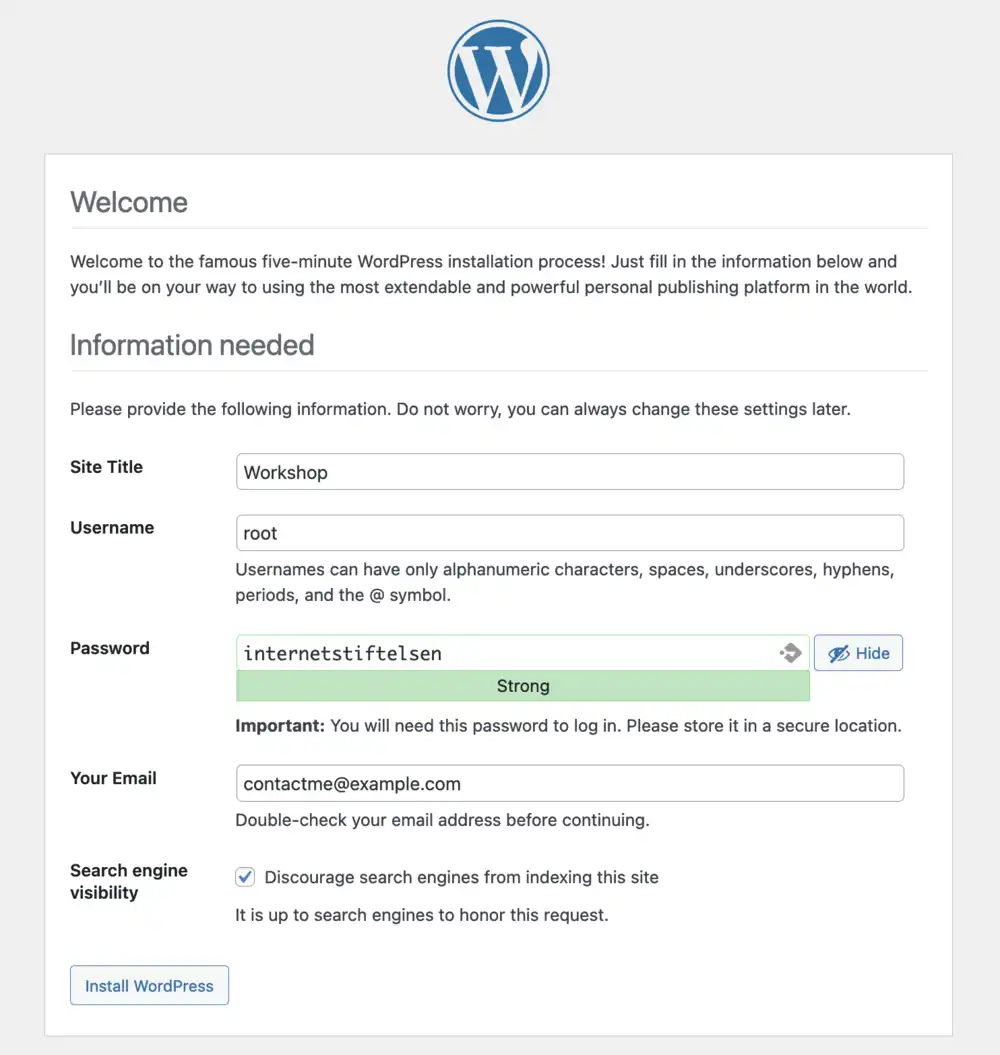 Welcome
Welcome to the famous five-minute WordPress installation process! Just fill in the information below and
you’ll be on your way to using the most extendable and powerful personal publishing platform in the world.
Information needed
Please provide the following information. Do not worry, you can always change these settings later.
Site Title
Workshop
Username
root
Usernames can have only alphanumeric characters, spaces, underscores, hyphens,
periods, and the @ symbol.
Password
internetstiftelsen
Hide
Strong
Important: You will need this password to log in. Please store it in a secure location.
Your Email
contactme@example.com
Double-check your email address before continuing.
Search engine
visibility
Discourage search engines from indexing this site
It is up to search engines to honor this request.
Install WordPress